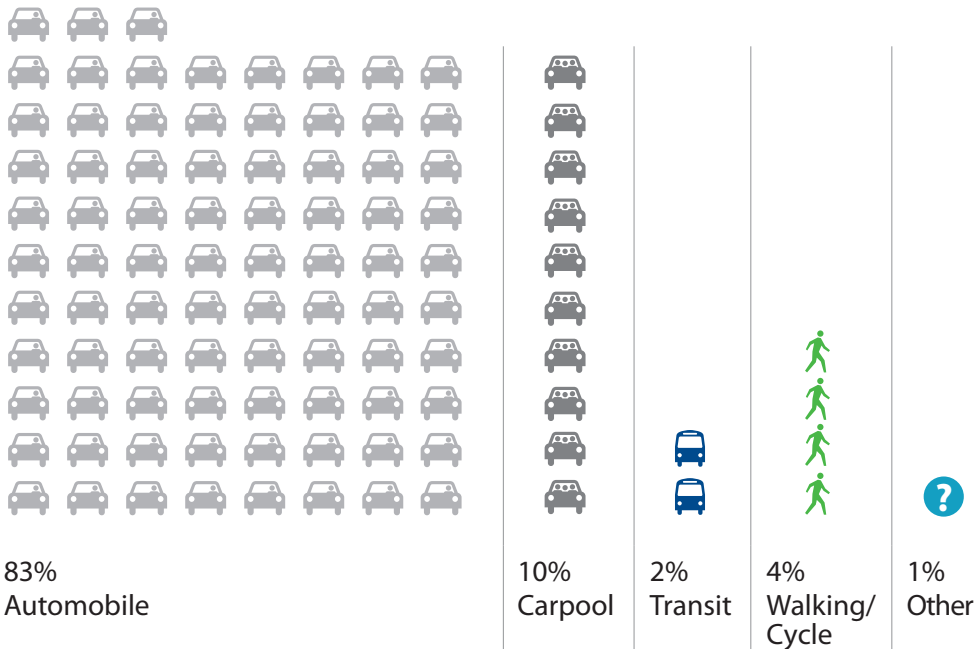 83%
Automobile
10%
Carpool
2%
Transit
4%
Walking/
Cycle
1%
Other
?